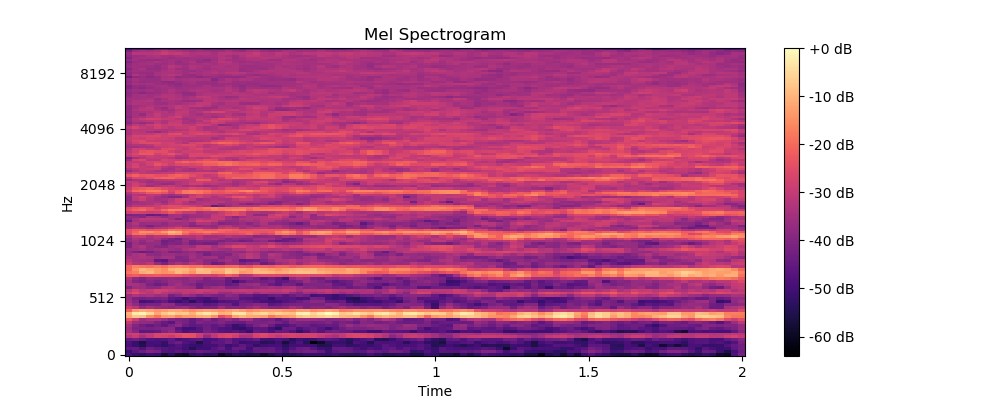 Mel Spectrogram
8192
4096
2048
1024
512
0
Hz
0
0.5
1
1.5
2
Time
+0 dB
-10 dB
-20 dB
-30 dB
-40 dB
-50 dB
-60 dB